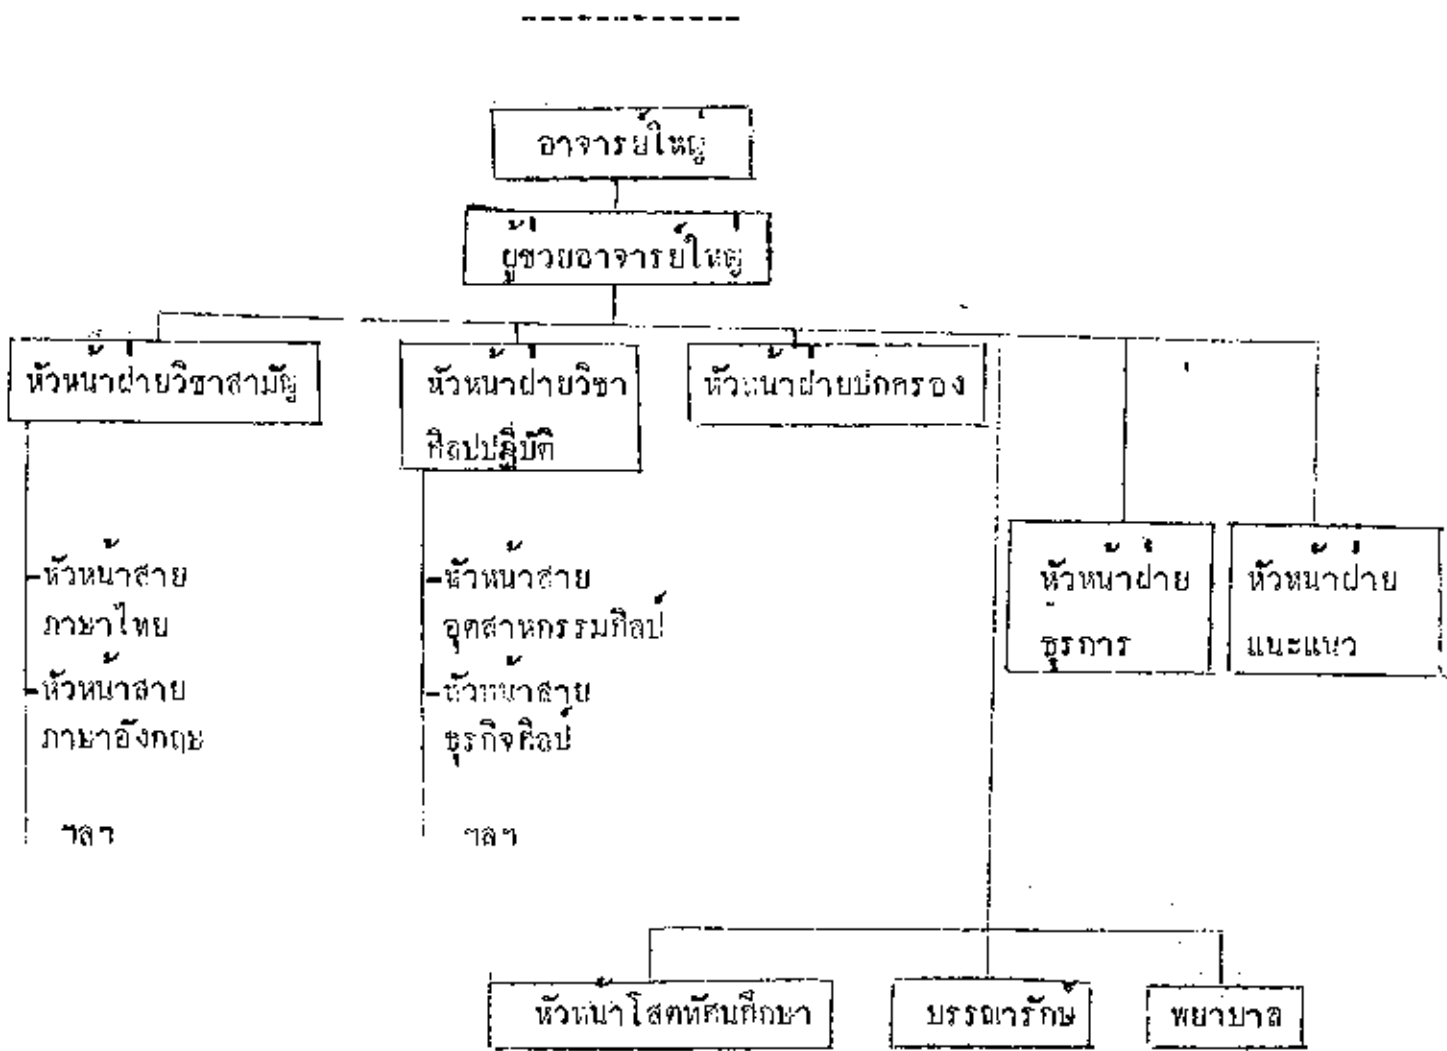 อาจารย์ใหญ่
ผู้ช่วยอาจารย์ใหญ่
หัวหน้าฝ่ายวิชาสามัญ
หัวหน้าฝ่ายวิชา
ศิลปปฏิบัติ
หัวหน้าฝ่ายปกครอง
-หัวหน้าสาย
ภาษาไทย
-หัวหน้าสาย
ภาษาอังกฤษ
ฯลฯ
-หัวหน้าสาย
อุตสาหกรรมศิลป์
-หัวหน้าสาย
ธุรกิจศิลป์
ฯลฯ
หัวหน้าฝ่าย
ธุรการ
หัวหน้าฝ่าย
แนะแนว
หัวหน้าโสตทัศนศึกษา
บรรณารักษ์
พยาบาล